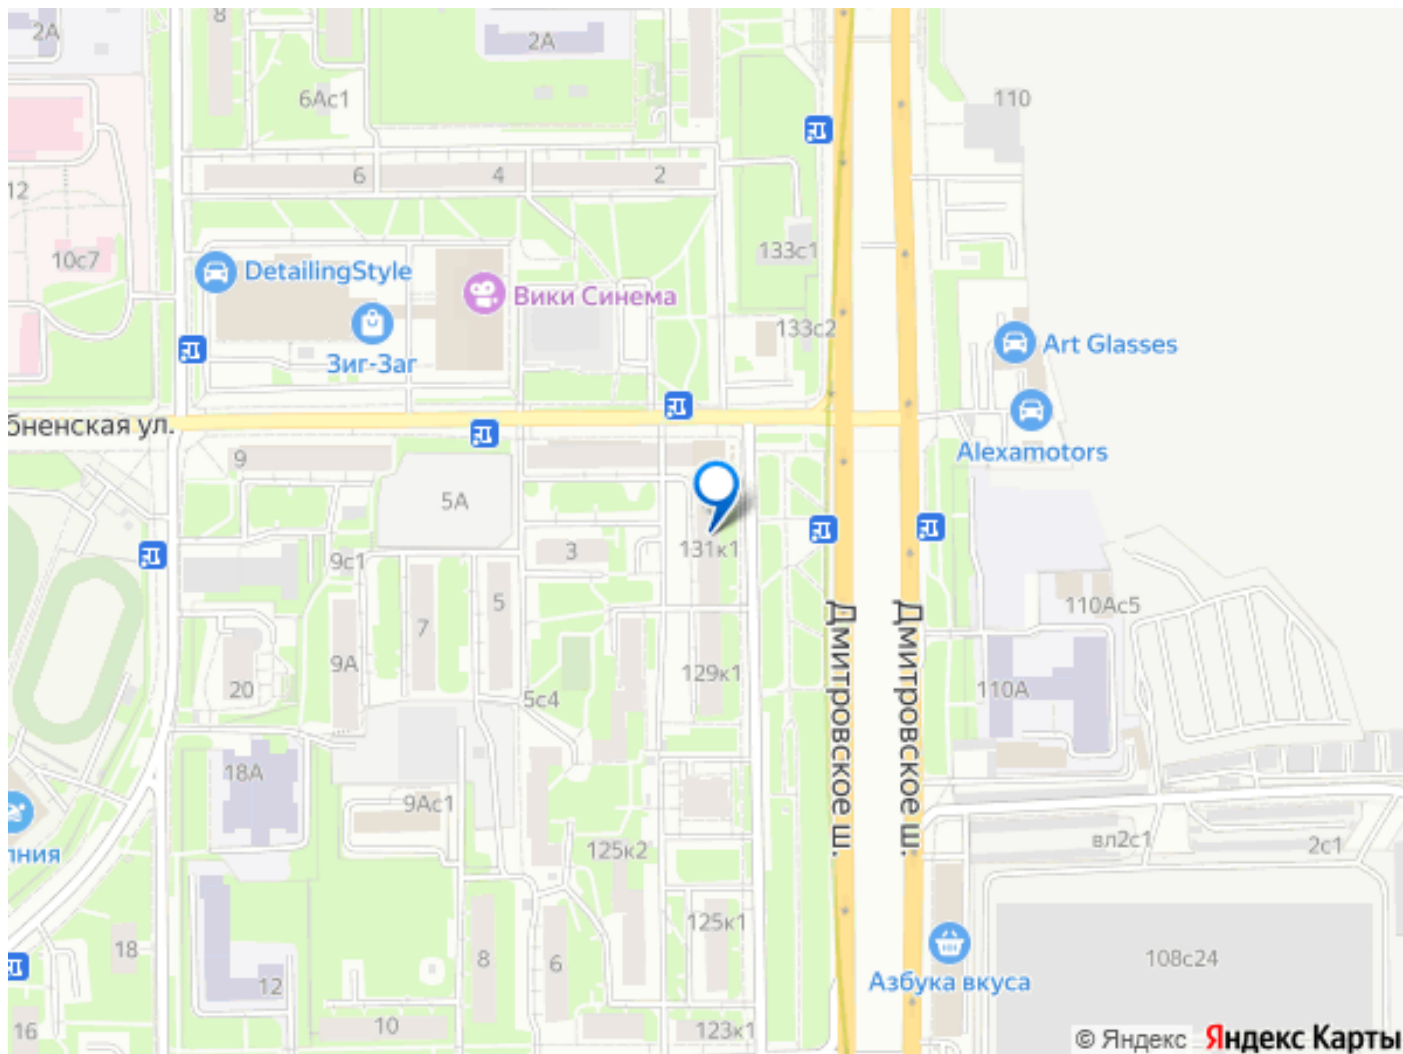 8
2А
2А
6Ас1
110
12
6
4
2
10с7
133с1
DetailingStyle
Вики Синема
133с2
Зиг-Заг
Art Glasses
бненская ул.
Alexamotors
9
5А
131к1
3
9с1
5
7
110Ас5
9А
129к1
20
5с4
110А
Дмитровское ш.
Дмитровское ш.
18А
9Ас1
вл2с1
2с1
лния
125к2
125к1
18
8
6
108с24
12
Азбука вкуса
16
10
123к1
© Яндекс Яндекс Карты